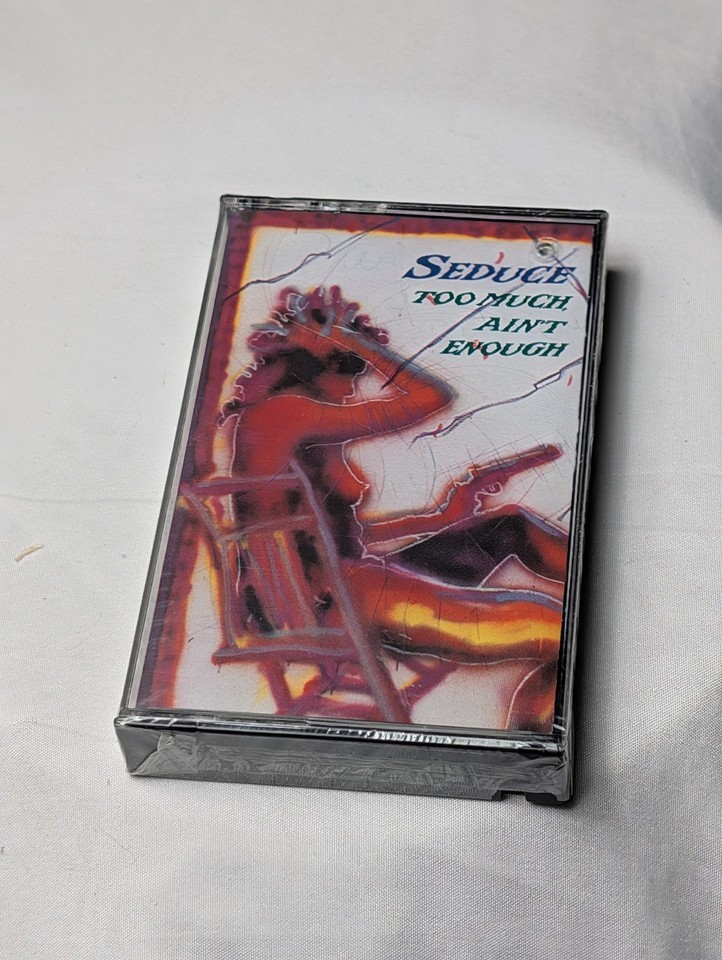 SEDUCE
TOO MUCH,
AIN'T
ENOUGH